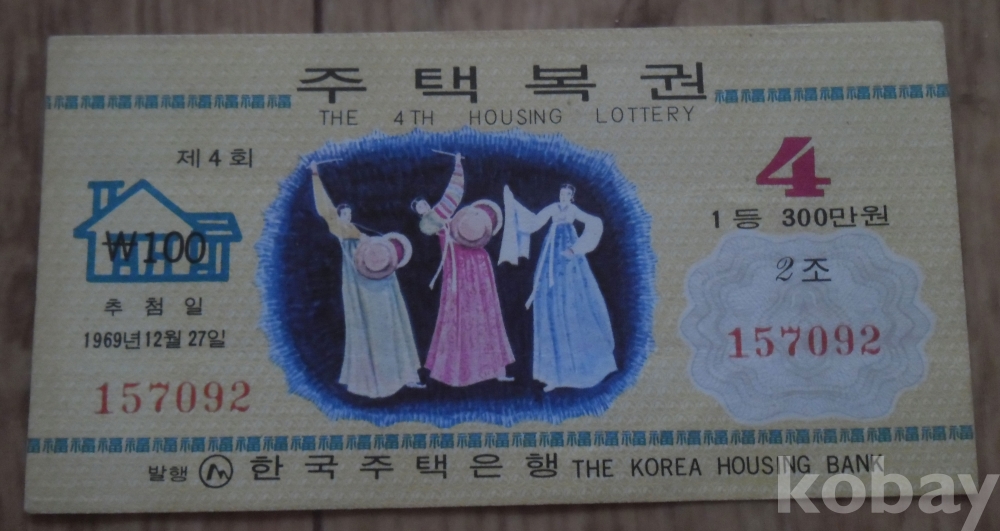 주택복권
THE 4TH HOUSING LOTTERY
제4회
4
₩100
1등 300만원
추첨일
1969년12월27일
2조
157092
157092
발행 한국주택은행 THE KOREA HOUSING BANK
kobay